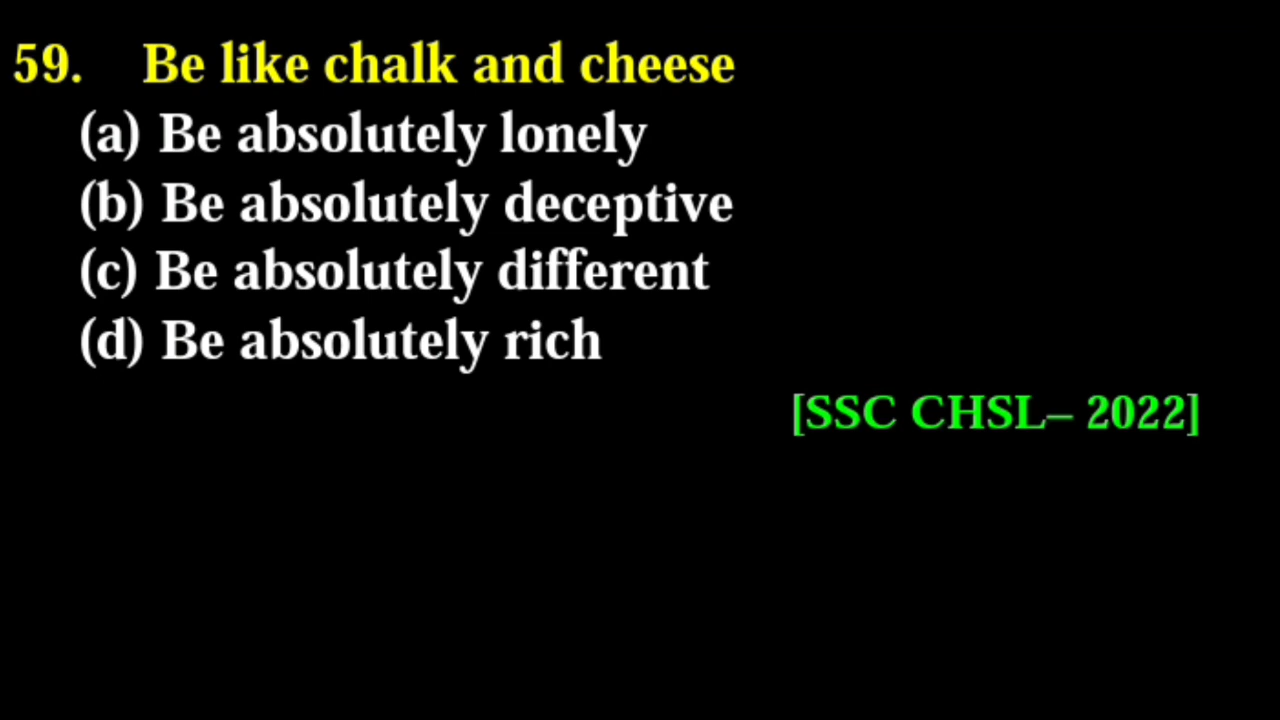 59. Be like chalk and cheese
(a) Be absolutely lonely
(b) Be absolutely deceptive
(c) Be absolutely different
(d) Be absolutely rich
[SSC CHSL– 2022]